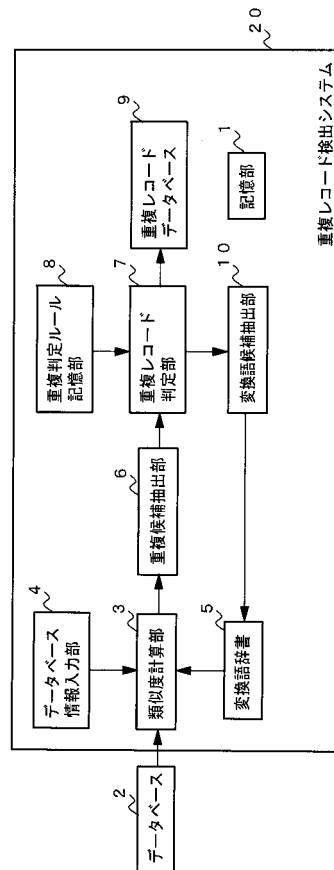 20
重複レコード検出システム
4
データベース
情報入力部
8
重複判定ルール
記憶部
2
データベース
3
類似度計算部
6
重複候補抽出部
7
重複レコード
判定部
9
重複レコード
データベース
5
変換語辞書
10
変換語候補抽出部
1
記憶部